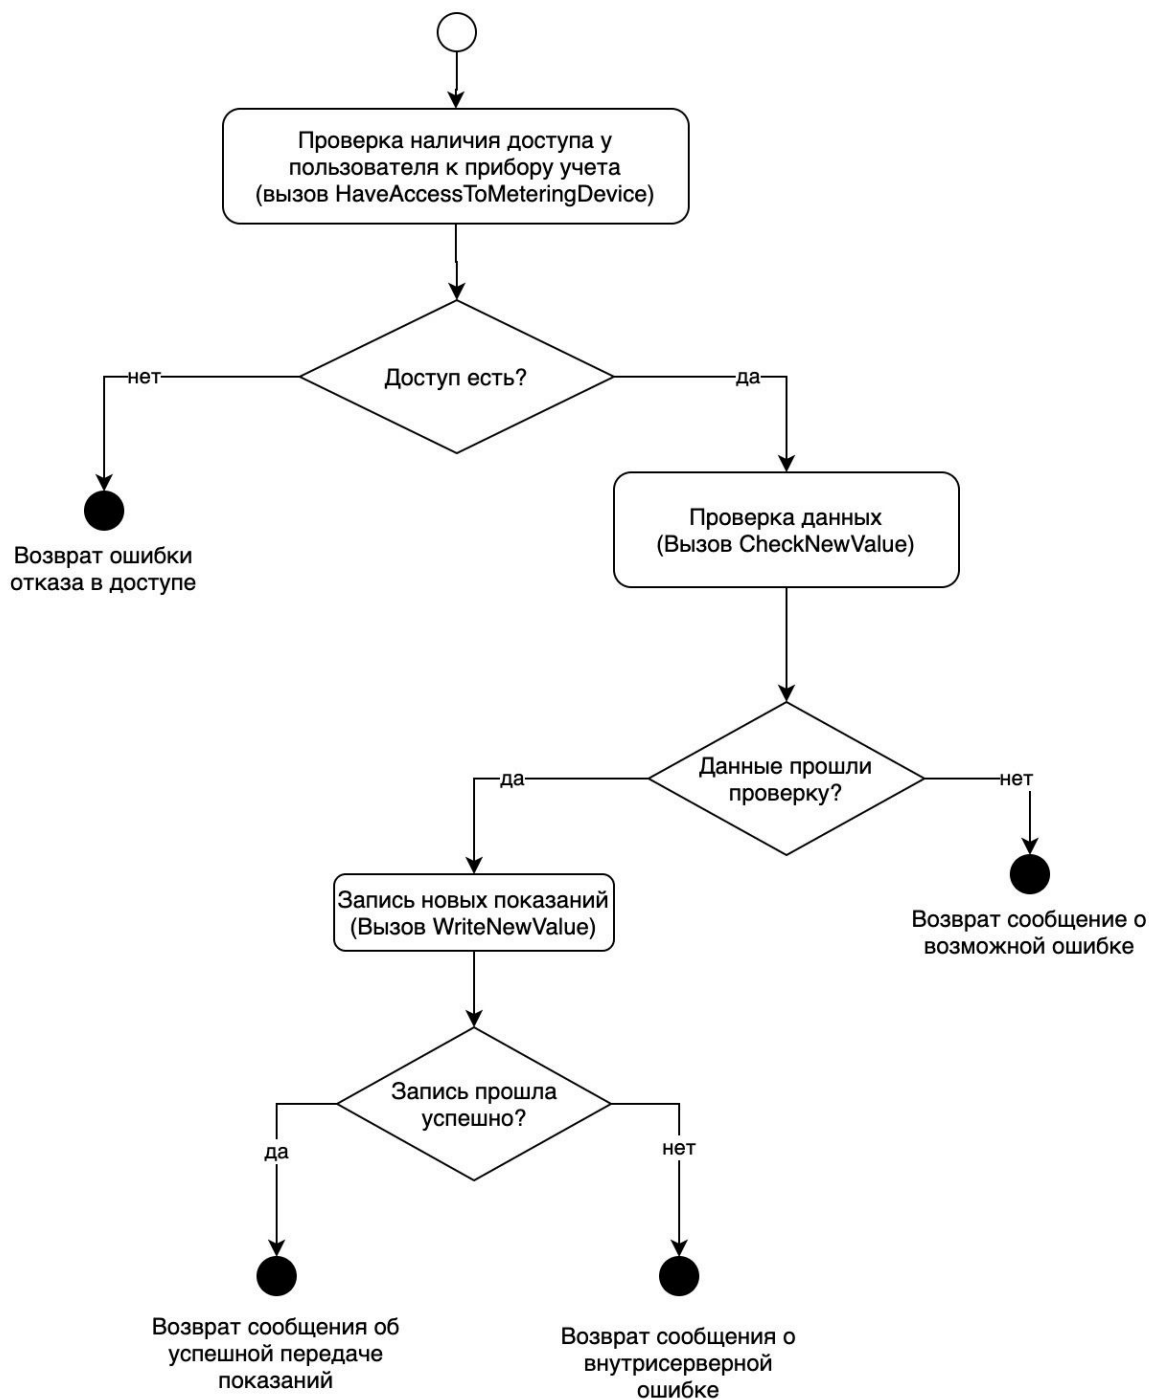 Проверка наличия доступа у
пользователя к прибору учета
(вызов HaveAccessToMeteringDevice)
Доступ есть?
нет
да
Возврат ошибки
отказа в доступе
Проверка данных
(Вызов CheckNewValue)
Данные прошли
проверку?
да
нет
Запись новых показаний
(Вызов WriteNewValue)
Возврат сообщение о
возможной ошибке
Запись прошла
успешно?
да
нет
Возврат сообщения об
успешной передаче
показаний
Возврат сообщения о
внутрисерверной
ошибке